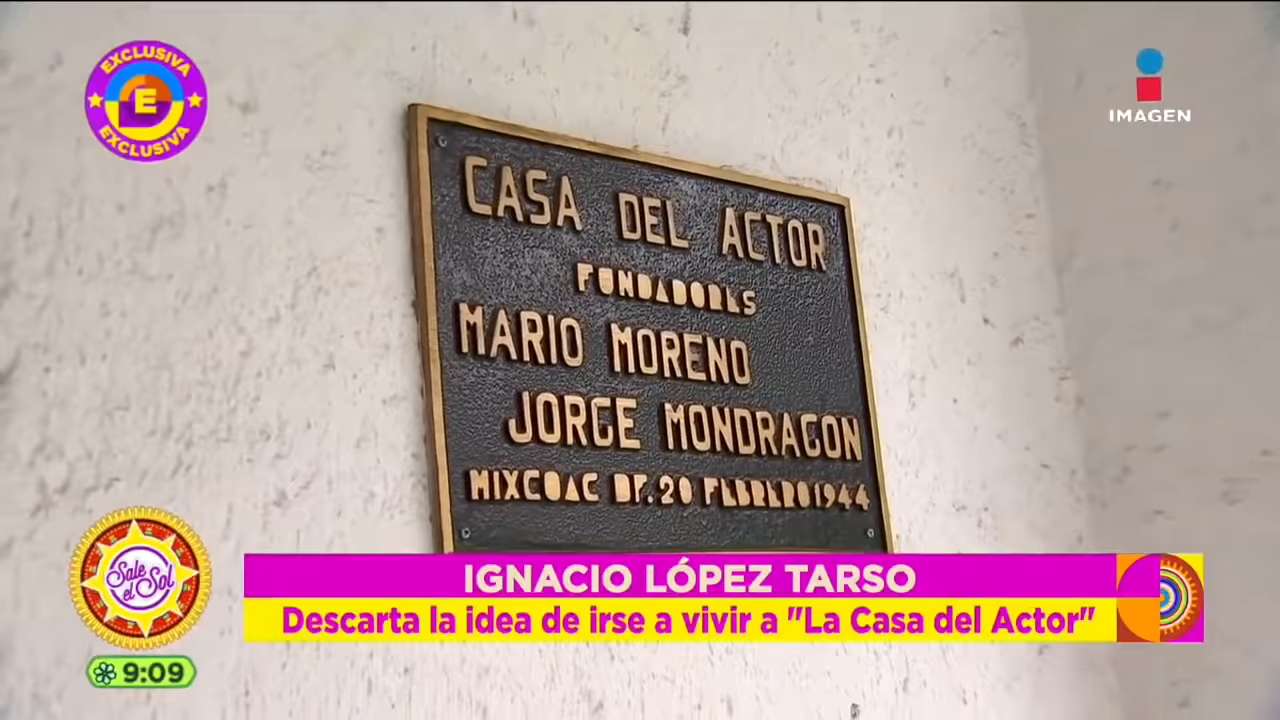 EXCLUSIVA
E
EXCLUSIVA
IMAGEN
CASA DEL ACTOR
FUNDADORES
MARIO MORENO
JORGE MONDRAGON
MIXCOAC DF. 20 FEBRERO 1944
IGNACIO LÓPEZ TARSO
Descarta la idea de irse a vivir a "La Casa del Actor"
Sale el Sol
9:09